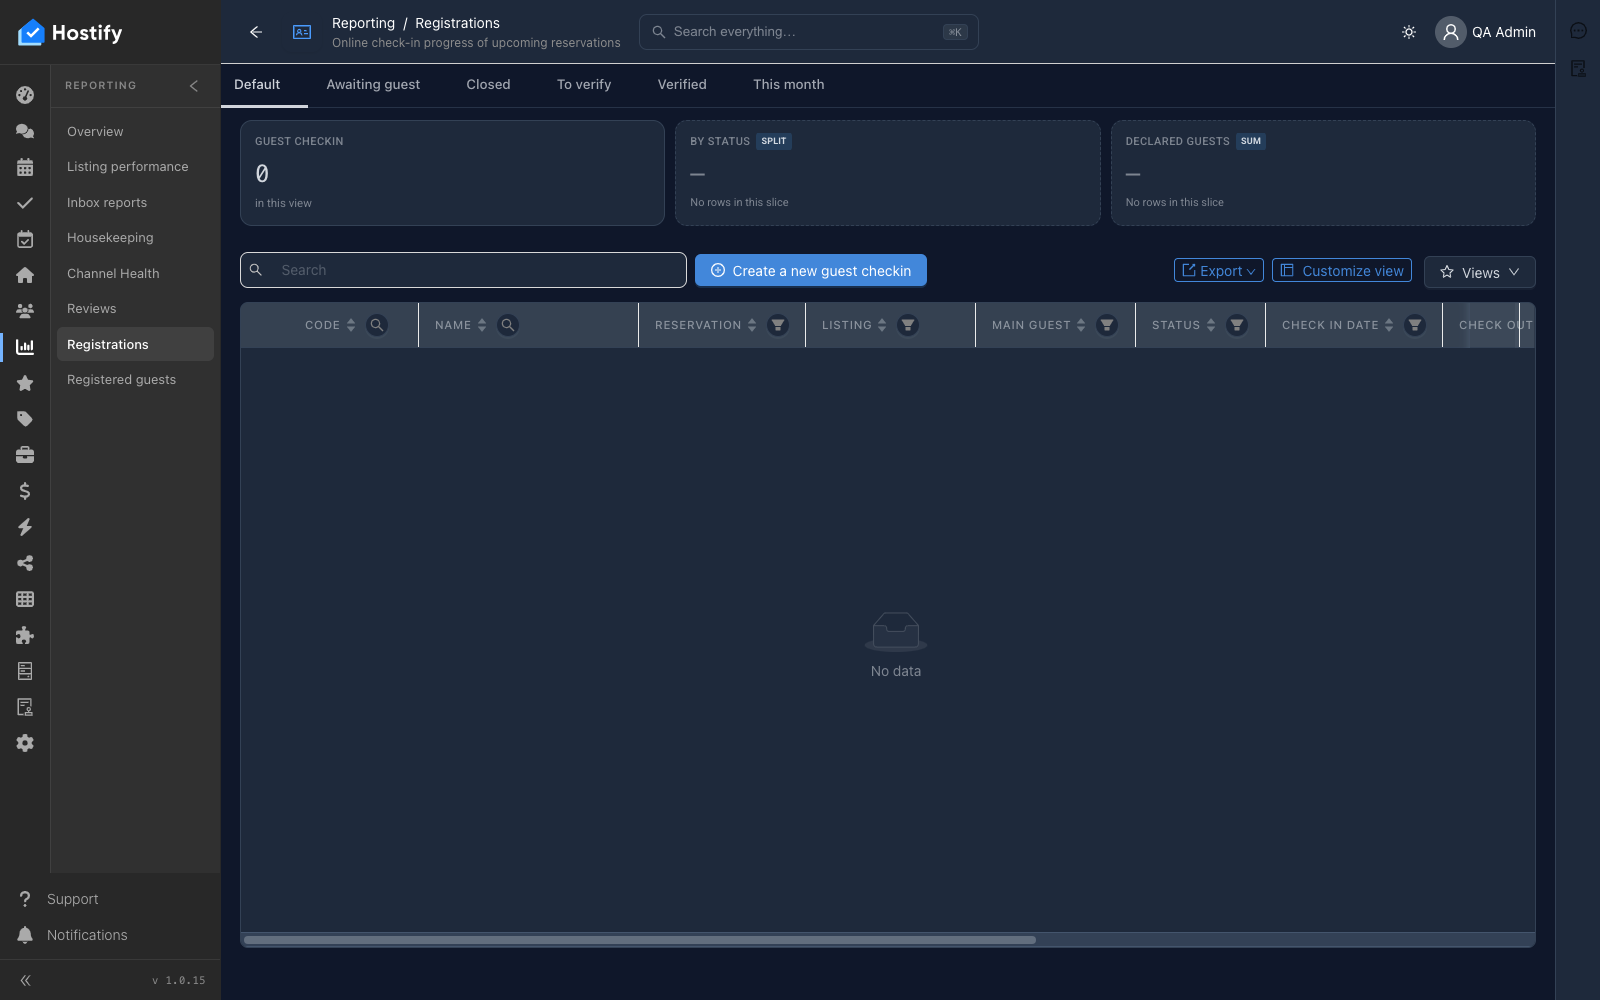 Hostify
Reporting / Registrations
Online check-in progress of upcoming reservations
Search everything...
⌘K
QA Admin
REPORTING
Overview
Listing performance
Inbox reports
Housekeeping
Channel Health
Reviews
Registrations
Registered guests
Support
Notifications
v 1.0.15
Default
Awaiting guest
Closed
To verify
Verified
This month
GUEST CHECKIN
0
in this view
BY STATUS SPLIT
—
No rows in this slice
DECLARED GUESTS SUM
—
No rows in this slice
Search
Create a new guest checkin
Export
Customize view
Views
CODE
NAME
RESERVATION
LISTING
MAIN GUEST
STATUS
CHECK IN DATE
CHECK OUT
No data